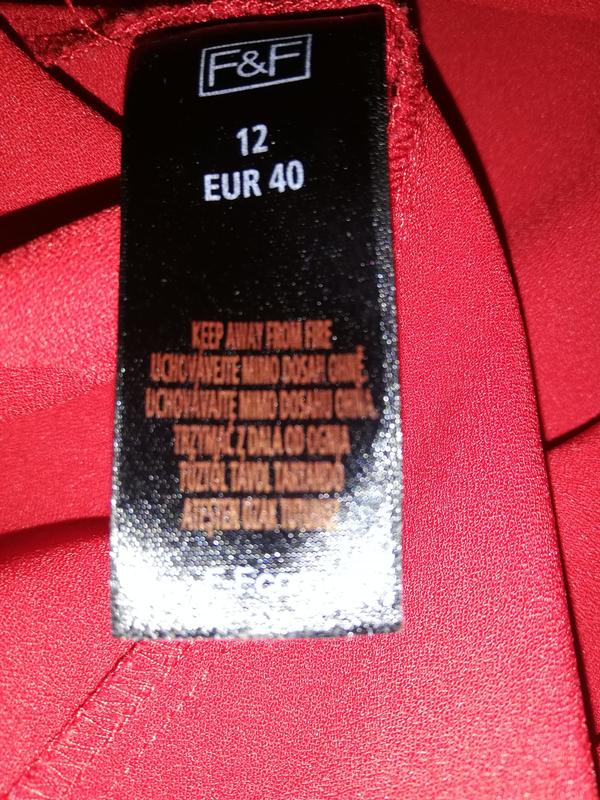 F&F
12
EUR 40
KEEP AWAY FROM FIRE
UCHOVÁVEJTE MIMO DOSAH OHNĚ.
UCHOVÁVAJTE MIMO DOSAHU OHŇA.
TRZYMAĆ Z DALA OD OGNIA
TŰZTŐL TÁVOL TARTANDÓ
ATEŞTEN UZAK TUTUNUZ